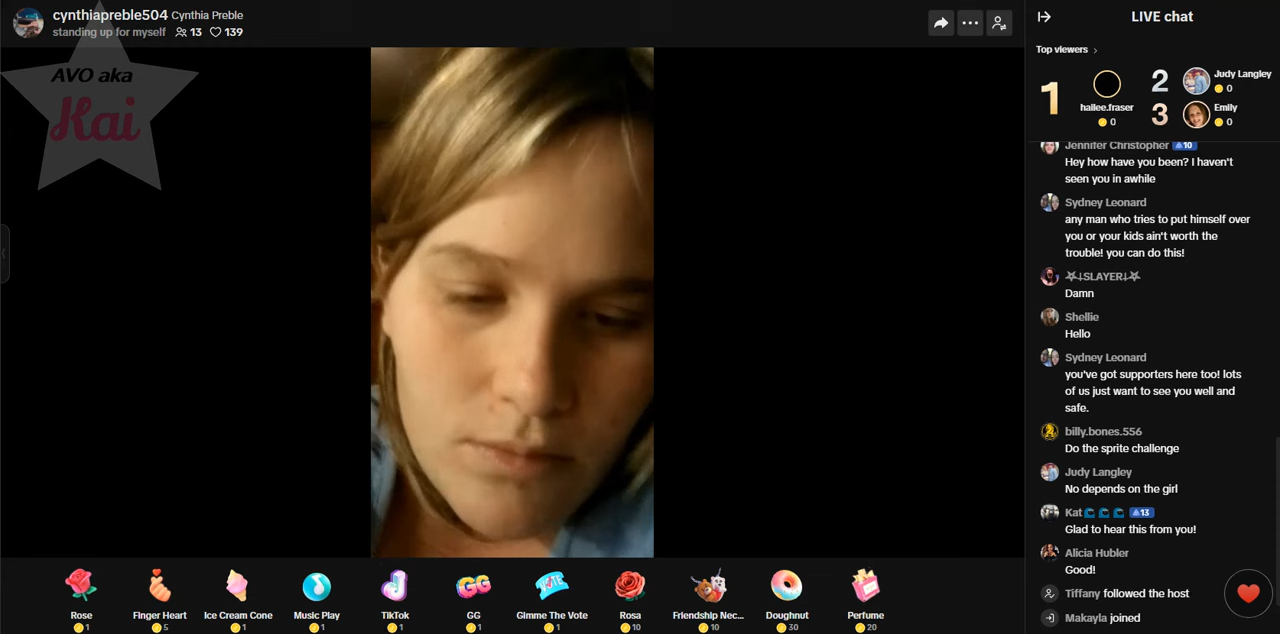 cynthiapreble504 Cynthia Preble
standing up for myself 13 139
AVO aka
Kai
LIVE chat
Top viewers >
1
hailee.fraser
0
2
Judy Langley
0
3
Emily
0
Jennifer Christopher 10
Hey how have you been? I haven't
seen you in awhile
Sydney Leonard
any man who tries to put himself over
you or your kids ain't worth the
trouble! you can do this!
⛧⸸SLAYER⸸⛧
Damn
Shellie
Hello
Sydney Leonard
you've got supporters here too! lots
of us just want to see you well and
safe.
billy.bones.556
Do the sprite challenge
Judy Langley
No depends on the girl
Kat🌊🌊🌊 13
Glad to hear this from you!
Alicia Hubler
Good!
Tiffany followed the host
Makayla joined
Rose
1
Finger Heart
5
Ice Cream Cone
1
Music Play
1
TikTok
1
GG
GG
1
VOTE
Gimme The Vote
1
Rosa
10
Friendship Nec...
10
Doughnut
30
Perfume
20